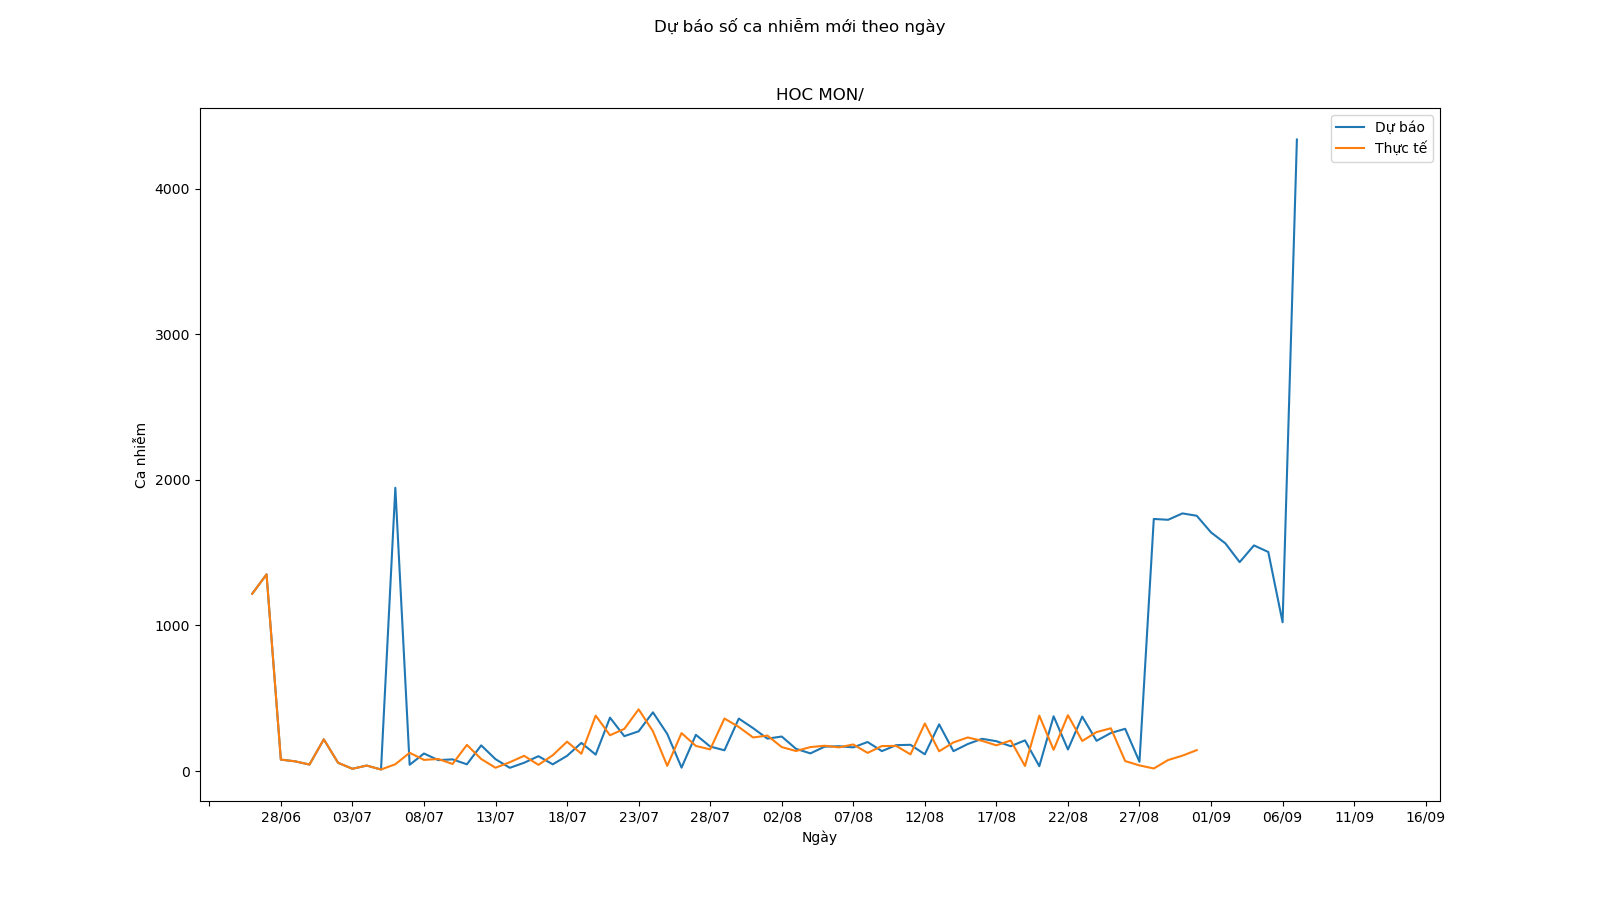 Dự báo số ca nhiễm mới theo ngày
HOC MON/
Dự báo
Thực tế
4000
3000
2000
1000
0
Ca nhiễm
28/06 03/07 08/07 13/07 18/07 23/07 28/07 02/08 07/08 12/08 17/08 22/08 27/08 01/09 06/09 11/09 16/09
Ngày